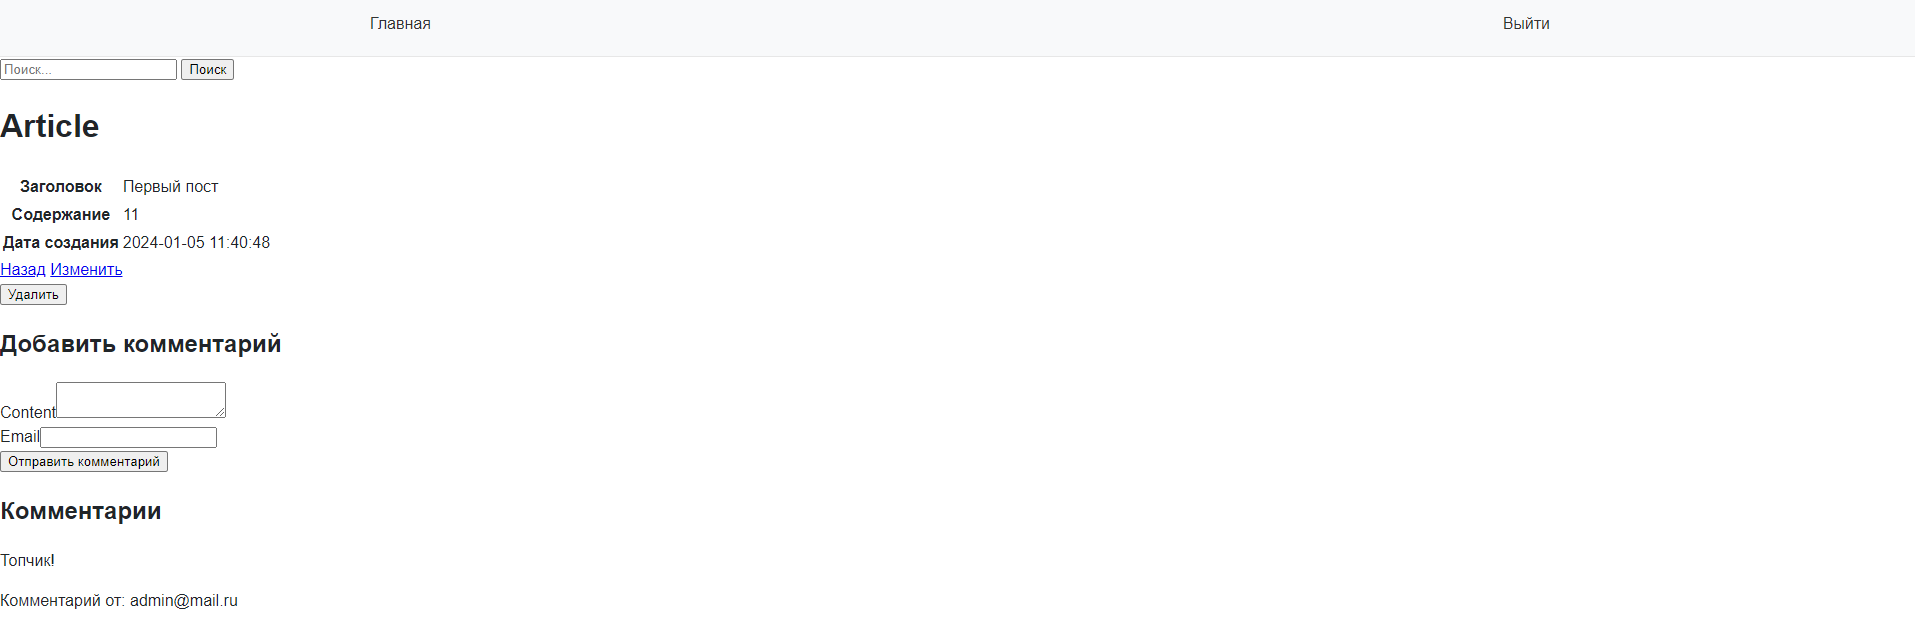 Главная Выйти
Поиск... Поиск
Article
Заголовок Первый пост
Содержание 11
Дата создания 2024-01-05 11:40:48
Назад Изменить
Удалить
Добавить комментарий
Content
Email
Отправить комментарий
Комментарии
Топчик!
Комментарий от: admin@mail.ru